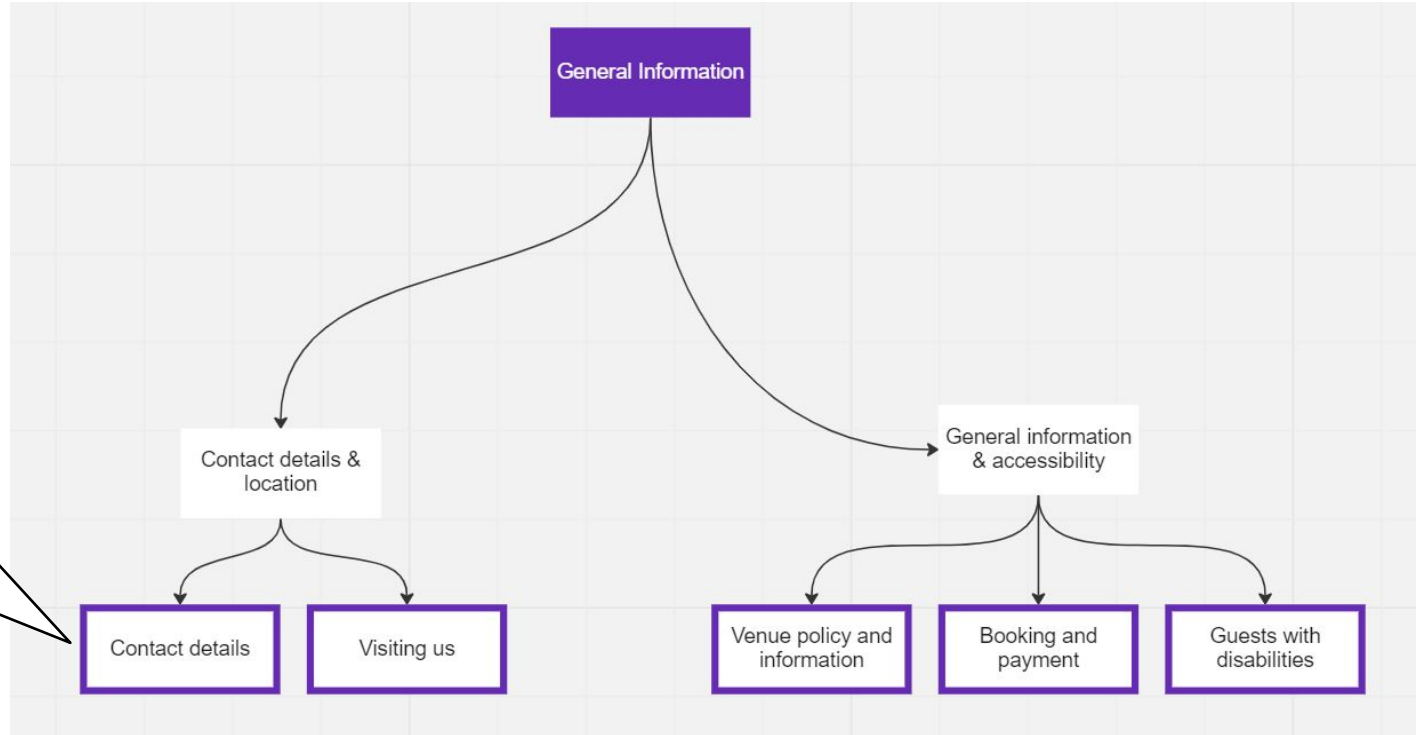 General Information
Contact details &
location
General information
& accessibility
Contact details
Visiting us
Venue policy and
information
Booking and
payment
Guests with
disabilities